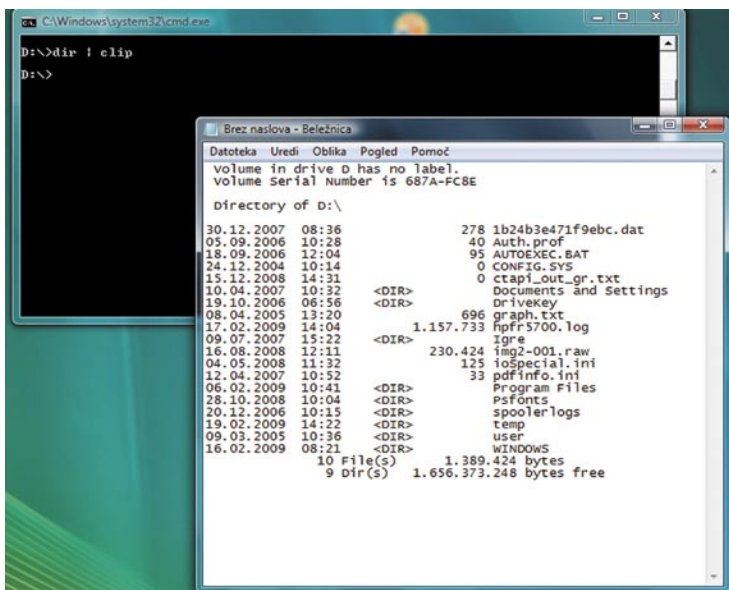 C:\Windows\system32\cmd.exe
D:\>dir | clip
D:\>
Brez naslova - Beležnica
Datoteka Uredi Oblika Pogled Pomoč
Volume in drive D has no label.
Volume Serial Number is 687A-FC8E
Directory of D:\
30.12.2007 08:36 278 1b24b3e471f9ebc.dat
05.09.2006 10:28 40 Auth.prof
18.09.2006 12:04 95 AUTOEXEC.BAT
24.12.2004 10:14 0 CONFIG.SYS
15.12.2008 14:31 0 ctapi_out_gr.txt
10.04.2007 10:32 <DIR> Documents and Settings
19.10.2006 06:56 <DIR> DriveKey
08.04.2005 13:20 696 graph.txt
17.02.2009 14:04 1.157.733 hpfr5700.log
09.07.2007 15:22 <DIR> Igre
16.08.2008 12:11 230.424 img2-001.raw
04.05.2008 11:32 125 ioSpecial.ini
12.04.2007 10:52 33 pdfinfo.ini
06.02.2009 10:41 <DIR> Program Files
28.10.2008 10:04 <DIR> Psfonts
20.12.2006 10:15 <DIR> spoolerlogs
19.02.2009 14:22 <DIR> temp
09.03.2005 10:36 <DIR> user
16.02.2009 08:21 <DIR> WINDOWS
10 File(s) 1.389.424 bytes
9 Dir(s) 1.656.373.248 bytes free